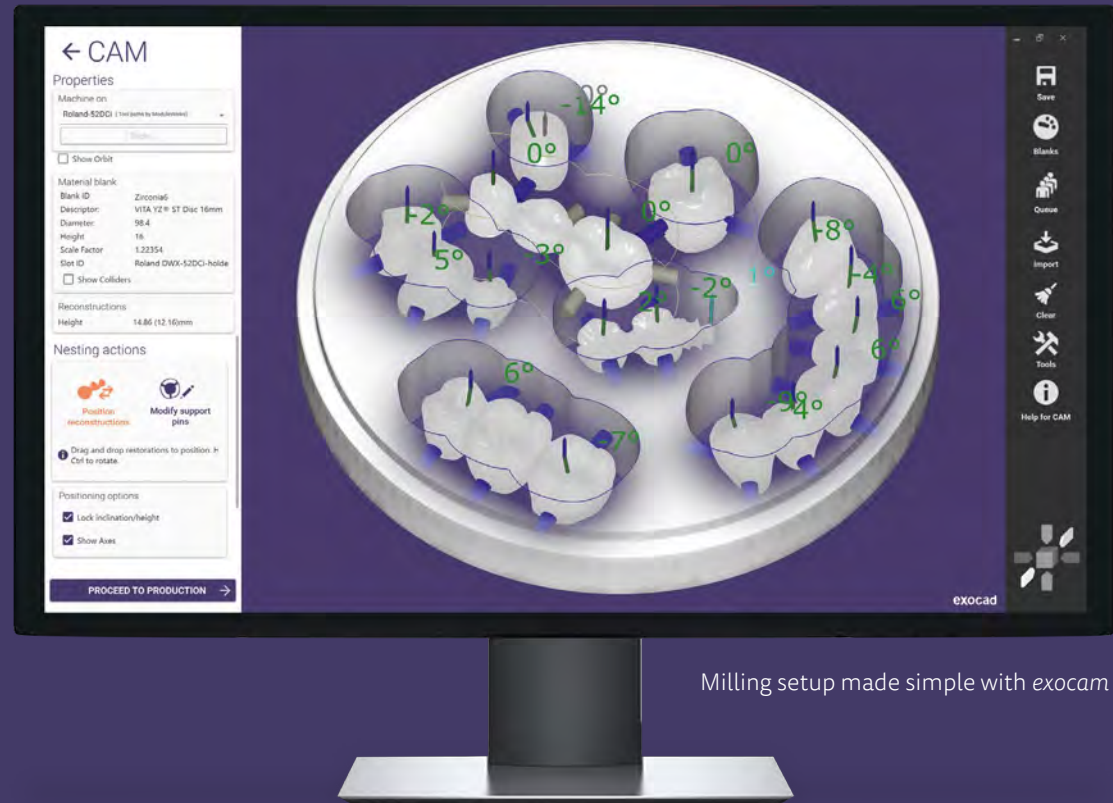 ← CAM
Properties
Machine on
Roland-52DCi
Show Orbit
Material blank
Blank ID Zirconia6
Descriptor: VITA YZ® ST Disc 16mm
Diameter: 98.4
Height 16
Scale Factor 1.22354
Slot ID Roland DWX-52DCi-holde
Show Colliders
Reconstructions
Height 14.86 (12.16)mm
Nesting actions
Position reconstructions
Modify support pins
Drag and drop restorations to position. H
Ctrl to rotate.
Positioning options
Lock inclination/height
Show Axes
PROCEED TO PRODUCTION →
0°
-14°
0°
0°
-2°
0°
-8°
5°
-3°
1°
-4°
-2°
2°
6°
6°
6°
-9°
4°
-7°
exocad
Save
Blanks
Queue
Import
Clear
Tools
Help for CAM
Milling setup made simple with exocam